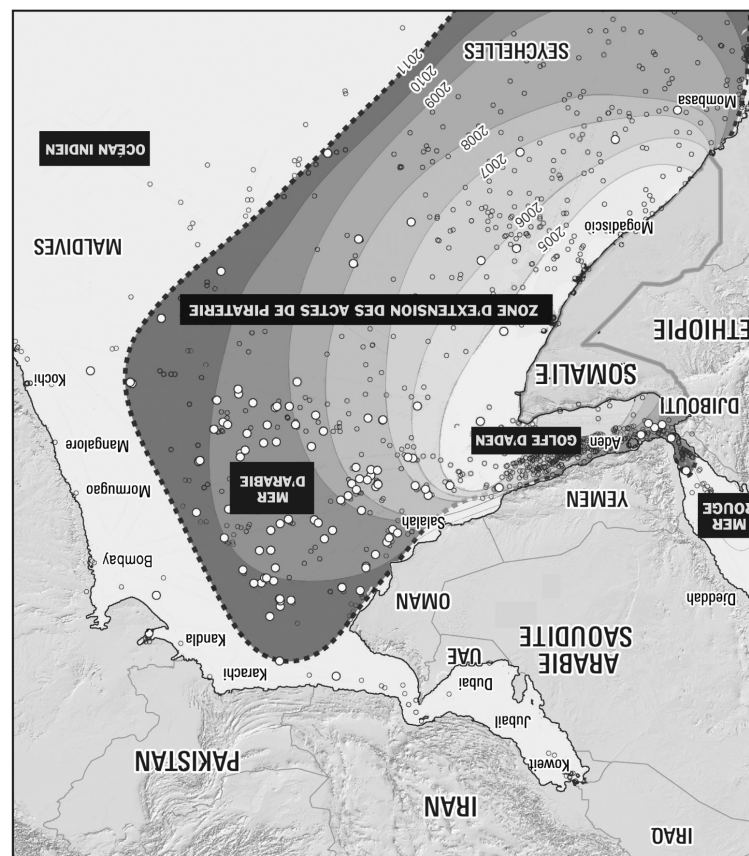 IRAQ
IRAN
PAKISTAN
Koweit
Jubail
Dubai
UAE
Karachi
Kandla
ARABIE
SAOUDITE
OMAN
Djeddah
Bombay
MER
ROUGE
YEMEN
Salalah
MER
D'ARABIE
Mormugao
Mangalore
Kochi
Aden
GOLFE D'ADEN
DJIBOUTI
SOMALIE
ETHIOPIE
ZONE D'EXTENSION DES ACTES DE PIRATERIE
MALDIVES
Mogadiscio
2005
2006
2007
2008
2009
2010
2011
OCEAN INDIEN
Mombasa
SEYCHELLES